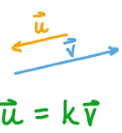 u⃗
v⃗
u⃗ = kv⃗